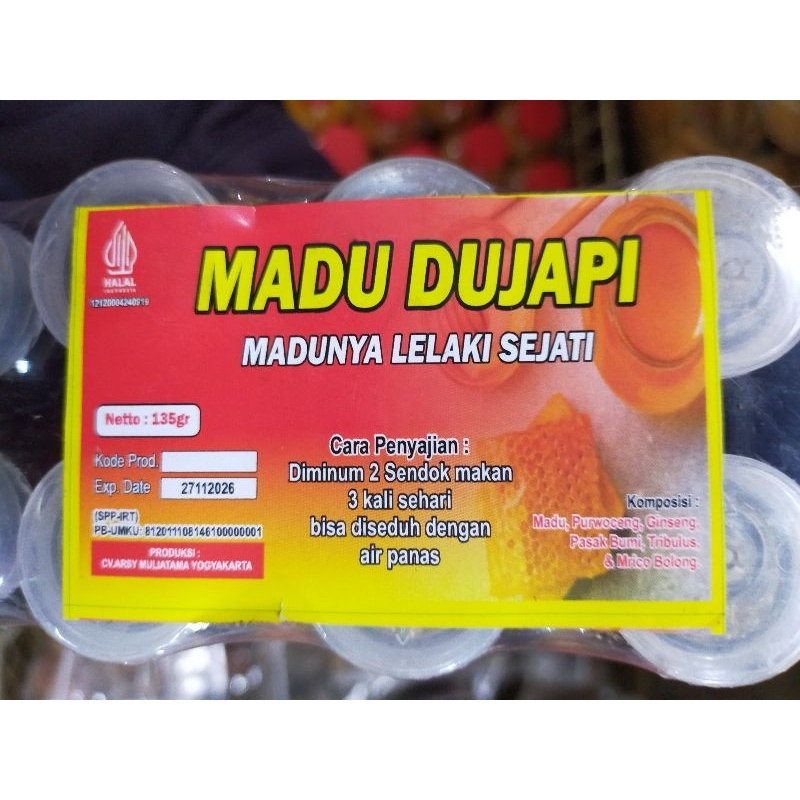 HALAL
INDONESIA
12120004240919
MADU DUJAPI
MADUNYA LELAKI SEJATI
Netto : 135gr
Kode Prod.
Exp. Date 27112026
(SPP-IRT)
PB-UMKU: 812011108146100000001
PRODUKSI :
CV.ARSY MULIATAMA YOGYAKARTA
Cara Penyajian :
Diminum 2 Sendok makan
3 kali sehari
bisa diseduh dengan
air panas
Komposisi :
Madu, Purwoceng, Ginseng,
Pasak Bumi, Tribulus,
& Mrico Bolong.